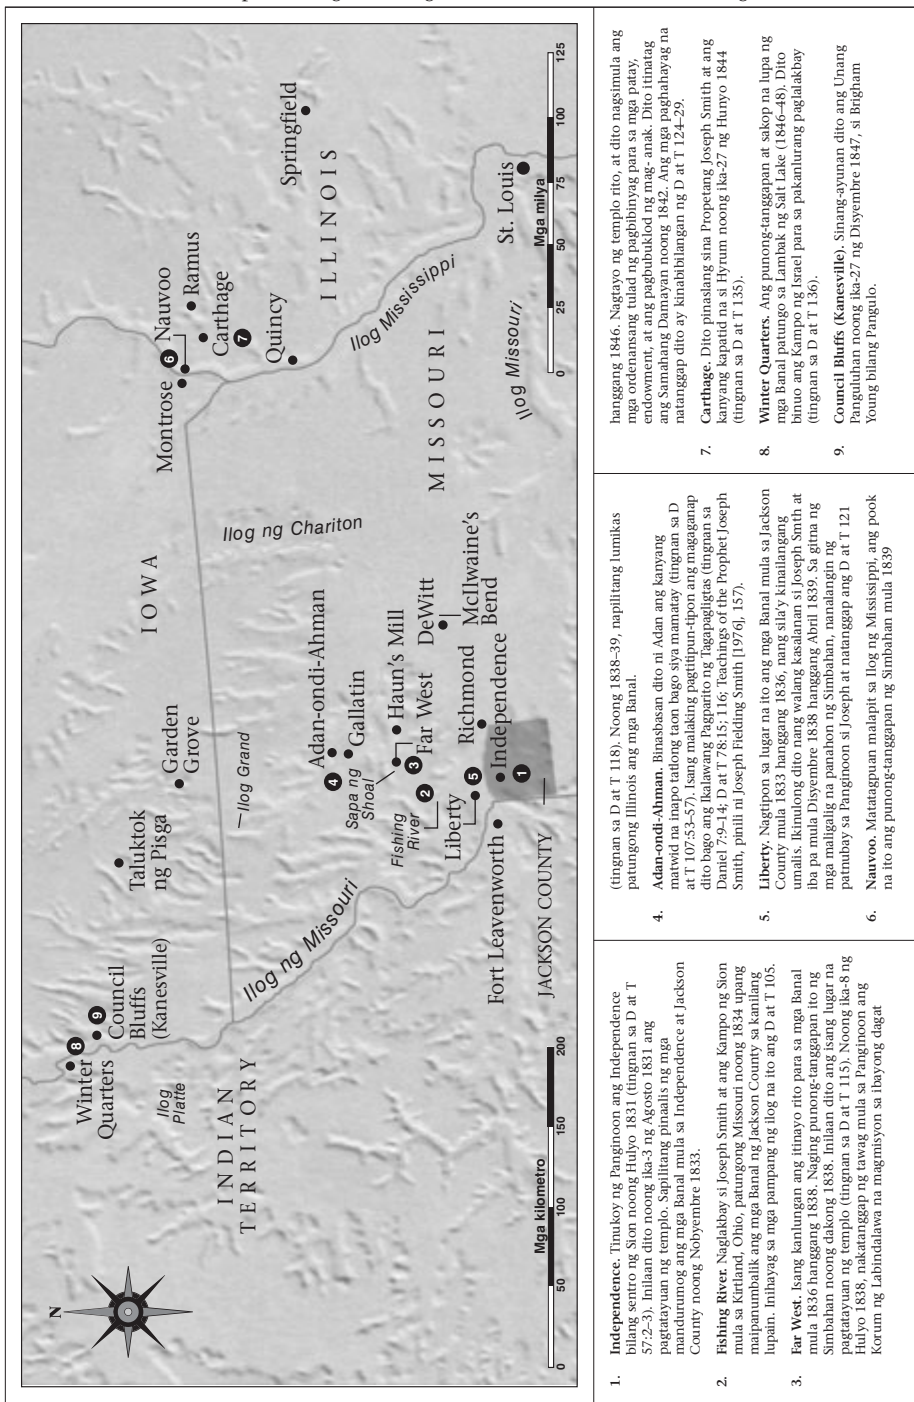 N
Winter
Quarters
8
9
Council
Bluffs
(Kanesville)
Ilog
Platte
INDIAN
TERRITORY
Taluktok
ng Pisga
Garden
Grove
IOWA
Montrose
6
Nauvoo
Ramus
Carthage
7
Quincy
Springfield
ILLINOIS
Ilog Mississippi
Ilog ng Missouri
Ilog Grand
Ilog ng Chariton
Adan-ondi-Ahman
4
Gallatin
Sapa ng
Shoal
Haun's Mill
3
Far West
DeWitt
Fishing
River
2
McIlwaine's
Bend
Liberty
5
Richmond
Independence
1
Fort Leavenworth
JACKSON COUNTY
MISSOURI
Ilog Missouri
St. Louis
Mga kilometro
0 50 100 150 200
Mga milya
0 25 50 75 100 125
1. Independence. Tinukoy ng Panginoon ang Independence
bilang sentro ng Sion noong Hulyo 1831 (tingnan sa D at T
57:2–3). Inilaan dito noong ika-3 ng Agosto 1831 ang
pagtatayuan ng templo. Sapilitang pinaalis ng mga
mandurumog ang mga Banal mula sa Independence at Jackson
County noong Nobyembre 1833.
2. Fishing River. Naglakbay si Joseph Smith at ang Kampo ng Sion
mula sa Kirtland, Ohio, patungong Missouri noong 1834 upang
maipanumbalik ang mga Banal ng Jackson County sa kanilang
lupain. Inihayag sa mga pampang ng ilog na ito ang D at T 105.
3. Far West. Isang kanlungan ang itinayo rito para sa mga Banal
mula 1836 hanggang 1838. Naging punong-tanggapan ito ng
Simbahan noong dakong 1838. Inilaan dito ang isang lugar na
pagtatayuan ng templo (tingnan sa D at T 115). Noong ika-8 ng
Hulyo 1838, nakatanggap ng tawag mula sa Panginoon ang
Korum ng Labindalawa na magmisyon sa ibayong dagat
(tingnan sa D at T 118). Noong 1838–39, napilitang lumikas
patungong Illinois ang mga Banal.
4. Adan-ondi-Ahman. Binasbasan dito ni Adan ang kanyang
matwid na inapo tatlong taon bago siya mamatay (tingnan sa D
at T 107:53–57). Isang malaking pagtitipun-tipon ang magaganap
dito bago ang Ikalawang Pagparito ng Tagapagligtas (tingnan sa
Daniel 7:9–14; D at T 78:15; 116; Teachings of the Prophet Joseph
Smith, pinili ni Joseph Fielding Smith [1976], 157).
5. Liberty. Nagtipon sa lugar na ito ang mga Banal mula sa Jackson
County mula 1833 hanggang 1836, nang sila'y kinailangang
umalis. Ikinulong dito nang walang kasalanan si Joseph Smth at
iba pa mula Disyembre 1838 hanggang Abril 1839. Sa gitna ng
mga maligalig na panahon ng Simbahan, nanalangin ng
patnubay sa Panginoon si Joseph at natanggap ang D at T 121
6. Nauvoo. Matatagpuan malapit sa Ilog ng Mississippi, ang pook
na ito ang punong-tanggapan ng Simbahan mula 1839
hanggang 1846. Nagtayo ng templo rito, at dito nagsimula ang
mga ordenansang tulad ng pagbibinyag para sa mga patay,
endowment, at ang pagbubuklod ng mag- anak. Dito itinatag
ang Samahang Damayan noong 1842. Ang mga paghahayag na
natanggap dito ay kinabibilangan ng D at T 124–29.
7. Carthage. Dito pinaslang sina Propetang Joseph Smith at ang
kanyang kapatid na si Hyrum noong ika-27 ng Hunyo 1844
(tingnan sa D at T 135).
8. Winter Quarters. Ang punong-tanggapan at sakop na lupa ng
mga Banal patungo sa Lambak ng Salt Lake (1846–48). Dito
binuo ang Kampo ng Israel para sa pakanlurang paglalakbay
(tingnan sa D at T 136).
9. Council Bluffs (Kanesville). Sinang-ayunan dito ang Unang
Panguluhan noong ika-27 ng Disyembre 1847, si Brigham
Young bilang Pangulo.